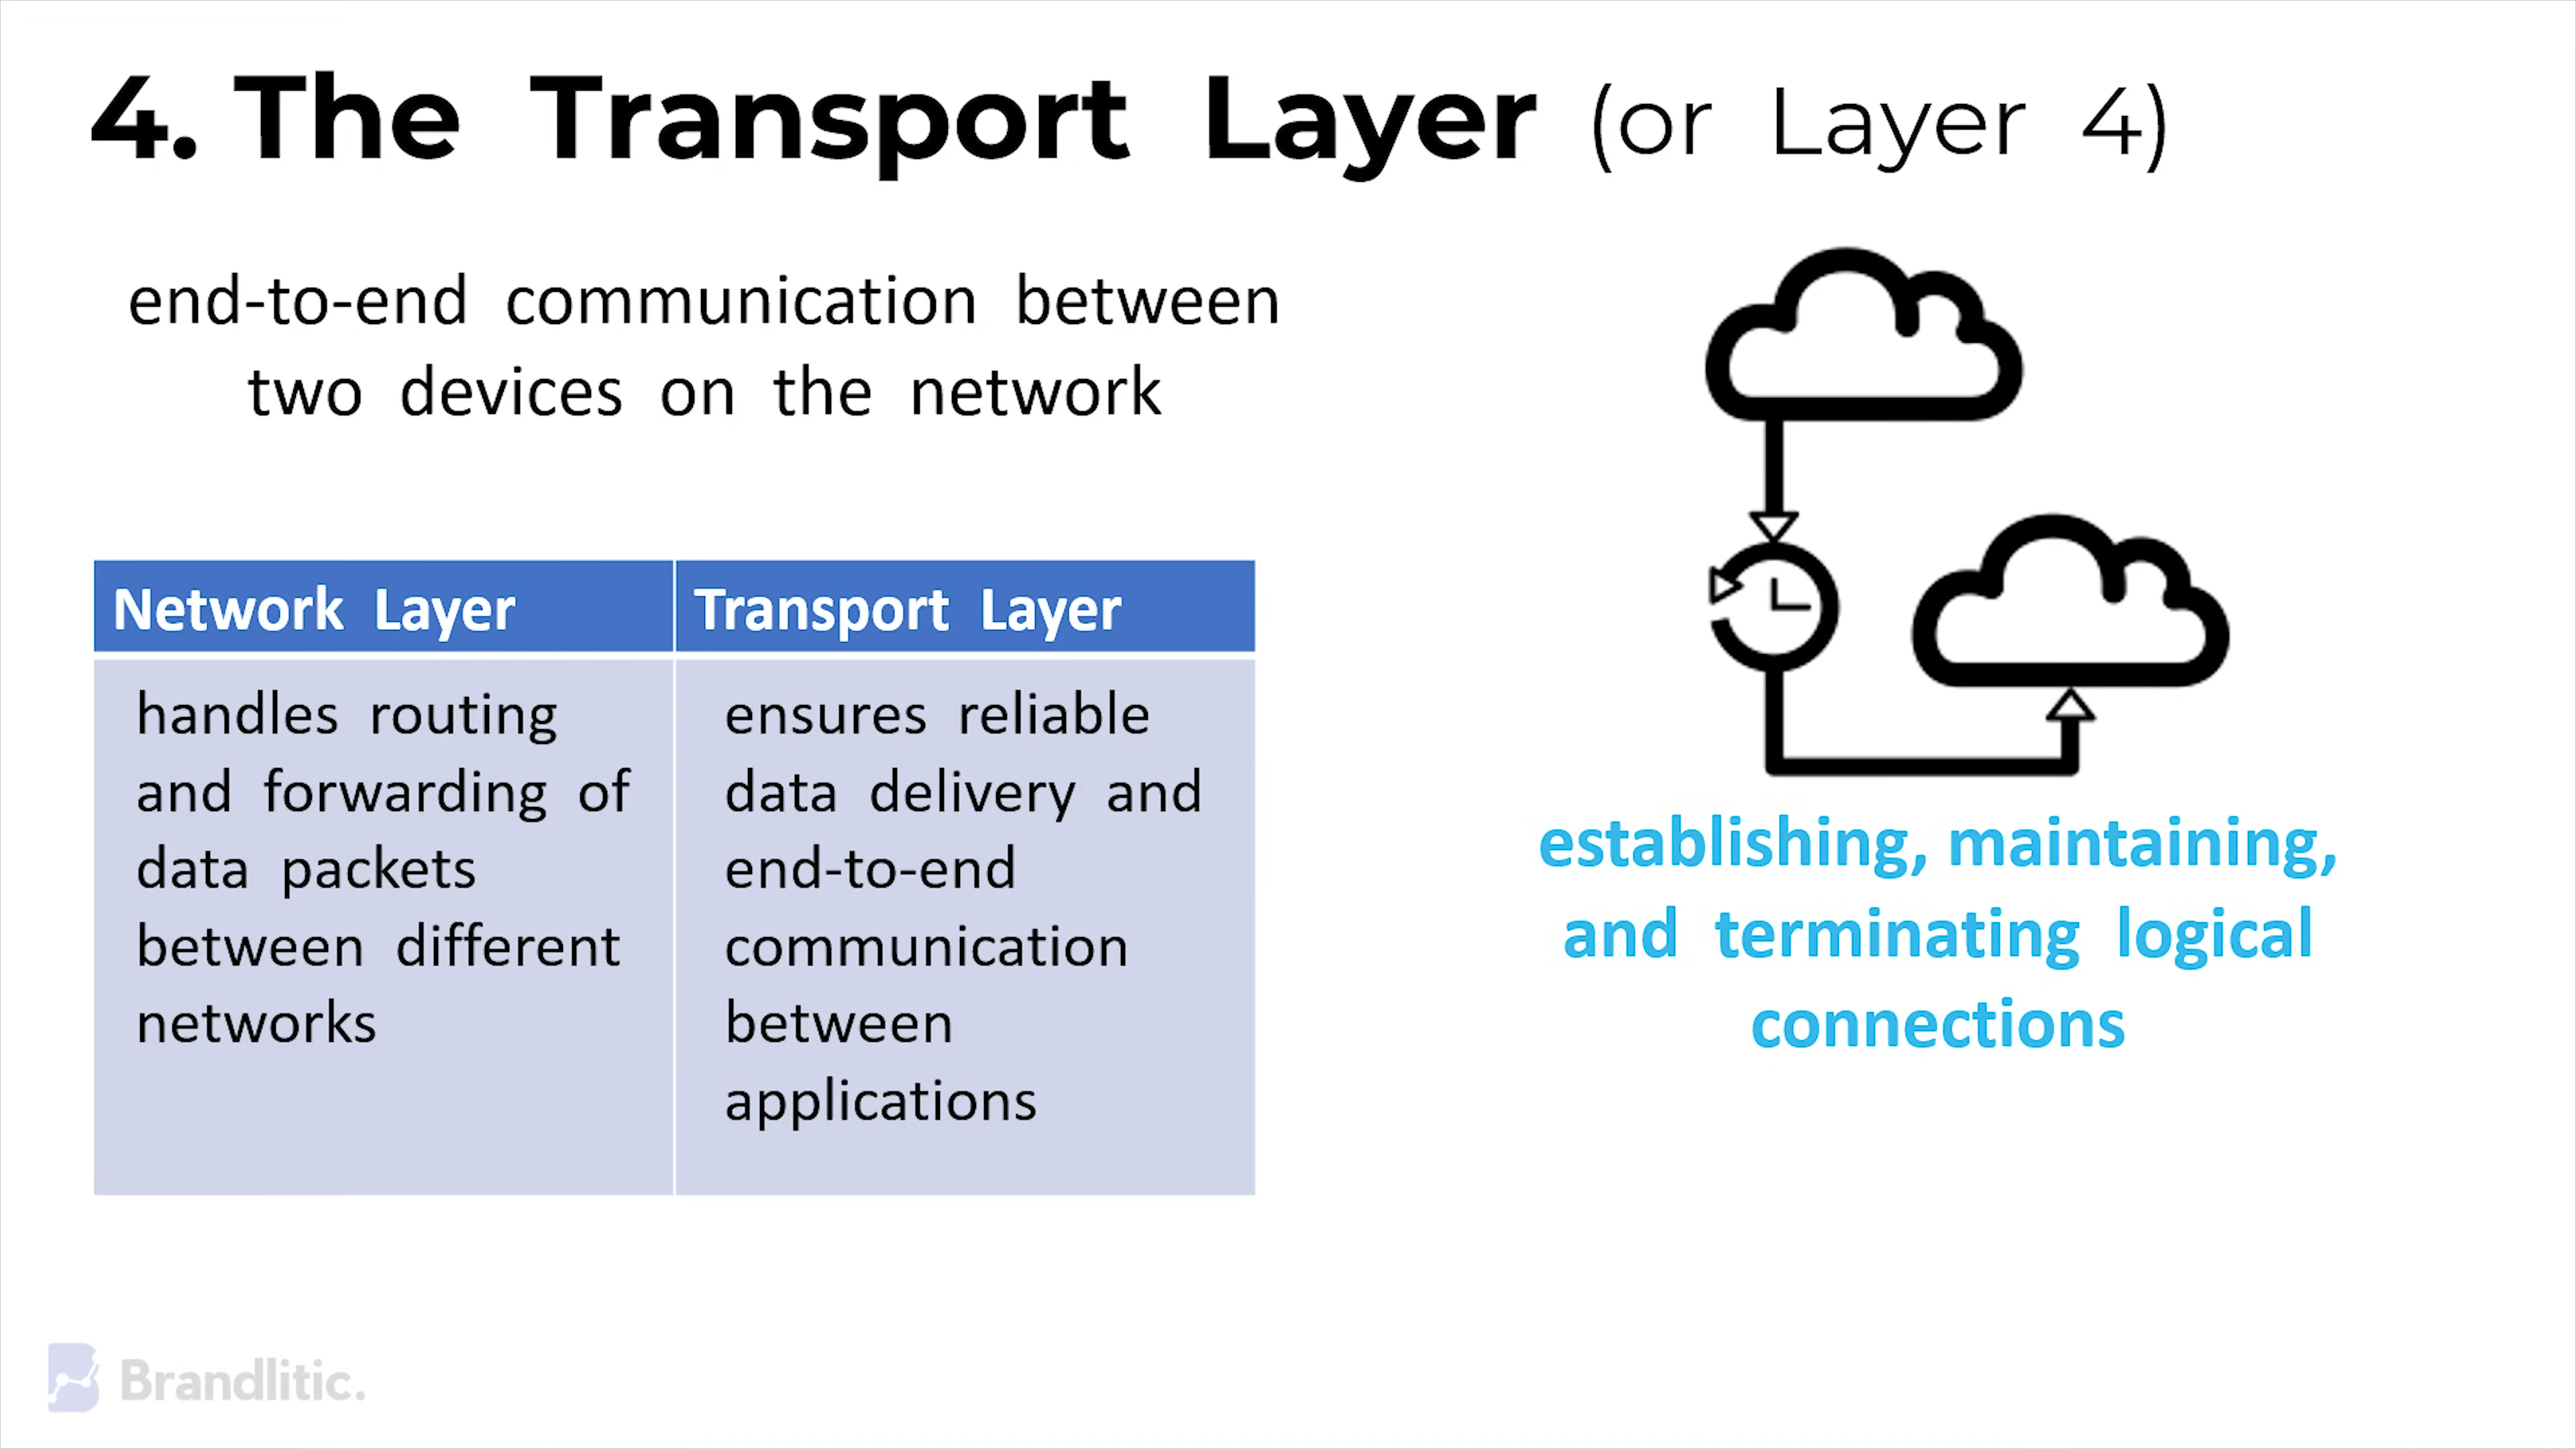 4. The Transport Layer (or Layer 4)
end-to-end communication between
two devices on the network
Network Layer
handles routing
and forwarding of
data packets
between different
networks
Transport Layer
ensures reliable
data delivery and
end-to-end
communication
between
applications
establishing, maintaining,
and terminating logical
connections
Brandlitic.